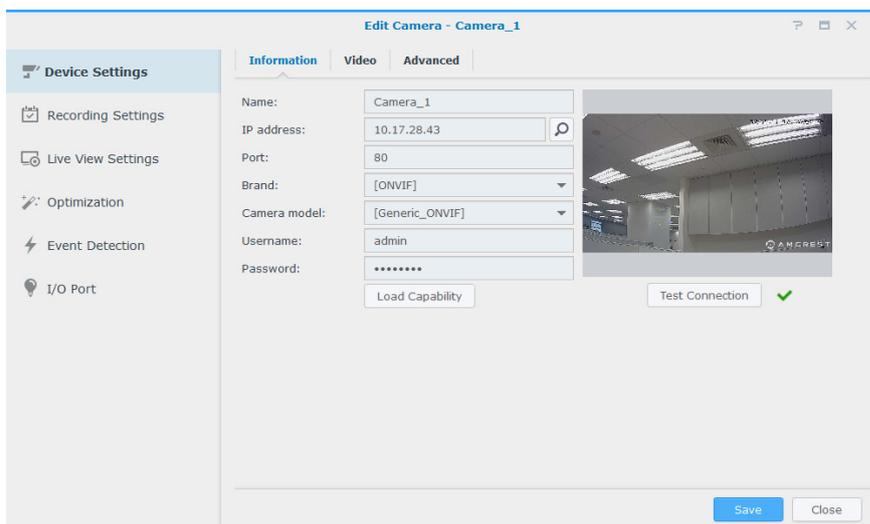 Edit Camera - Camera_1
Device Settings
Recording Settings
Live View Settings
Optimization
Event Detection
I/O Port
Information Video Advanced
Name: Camera_1
IP address: 10.17.28.43
Port: 80
Brand: [ONVIF]
Camera model: [Generic_ONVIF]
Username: admin
Password: ••••••••
Load Capability
AMCREST
Test Connection
Save Close